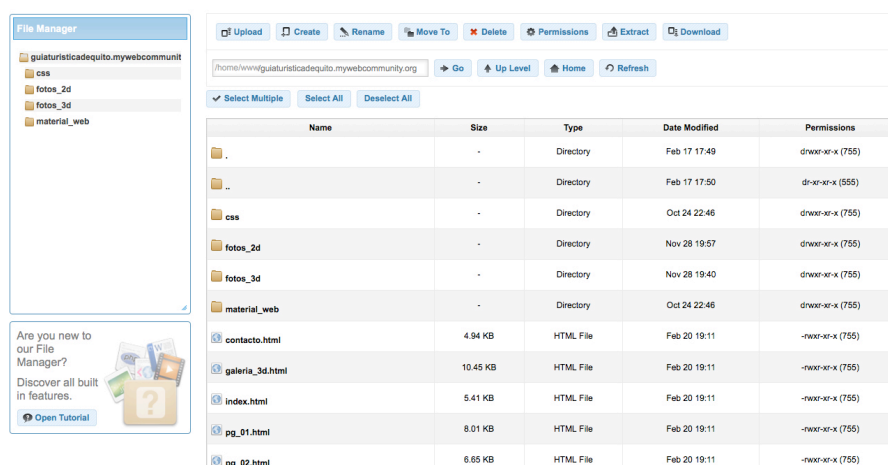 File Manager
guiaturisticadequito.mywebcommunit
css
fotos_2d
fotos_3d
material_web
Are you new to
our File
Manager?
Discover all built
in features.
Open Tutorial
Upload Create Rename Move To Delete Permissions Extract Download
/home/www/guiaturisticadequito.mywebcommunity.org Go Up Level Home Refresh
Select Multiple Select All Deselect All
Name Size Type Date Modified Permissions
. - Directory Feb 17 17:49 drwxr-xr-x (755)
.. - Directory Feb 17 17:50 dr-xr-xr-x (555)
css - Directory Oct 24 22:46 drwxr-xr-x (755)
fotos_2d - Directory Nov 28 19:57 drwxr-xr-x (755)
fotos_3d - Directory Nov 28 19:40 drwxr-xr-x (755)
material_web - Directory Oct 24 22:46 drwxr-xr-x (755)
contacto.html 4.94 KB HTML File Feb 20 19:11 -rwxr-xr-x (755)
galeria_3d.html 10.45 KB HTML File Feb 20 19:11 -rwxr-xr-x (755)
index.html 5.41 KB HTML File Feb 20 19:11 -rwxr-xr-x (755)
pg_01.html 8.01 KB HTML File Feb 20 19:11 -rwxr-xr-x (755)
pg_02.html 6.65 KB HTML File Feb 20 19:11 -rwxr-xr-x (755)